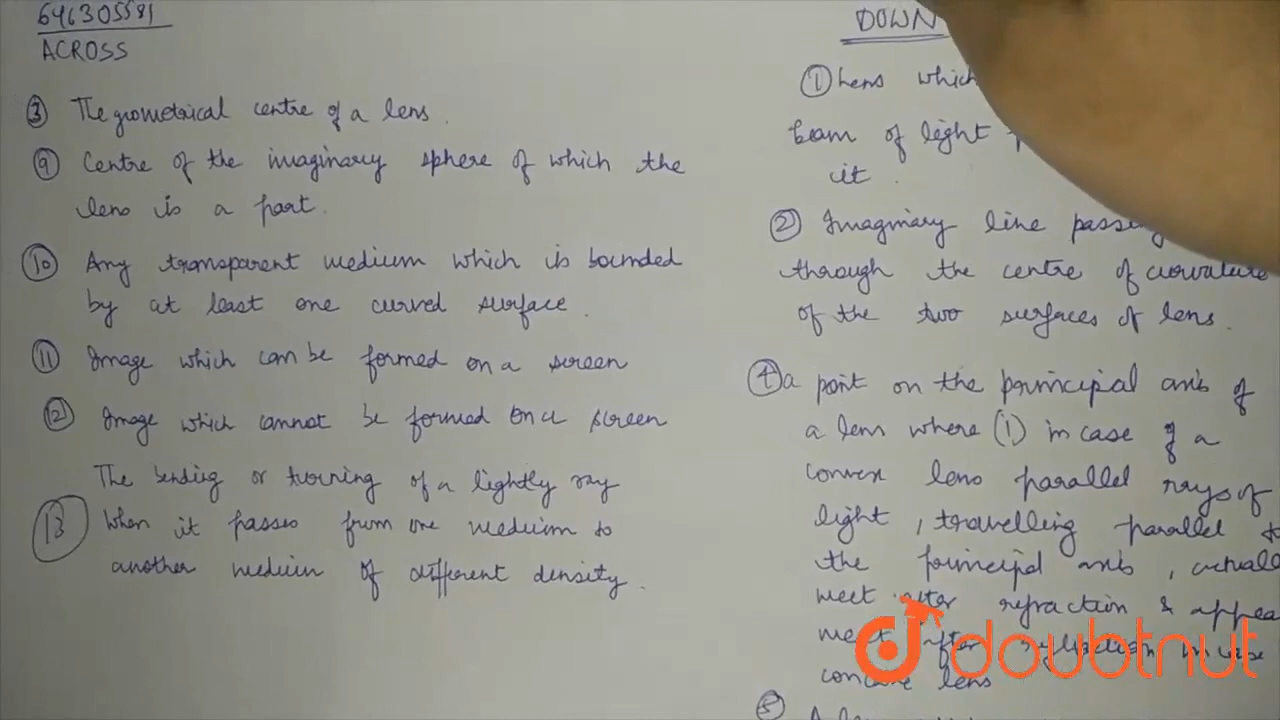 646305581
ACROSS
3 The geometrical centre of a lens.
9 Centre of the imaginary sphere of which the
lens is a part.
10 Any transparent medium which is bounded
by at least one curved surface.
11 Image which can be formed on a screen
12 Image which cannot be formed on a screen
The bending or turning of a lightly ray
13 When it passes from one medium to
another medium of different density.
DOWN
1 Lens which
beam of light
it.
2 Imaginary line passing
through the centre of curvature
of the two surfaces of lens.
4 a point on the principal axis of
a lens where (1) in case of a
convex lens parallel rays of
light, travelling parallel to
the principal axis, actuall
meet after refraction & appea
meet after in case
concave lens
5
doubtnut